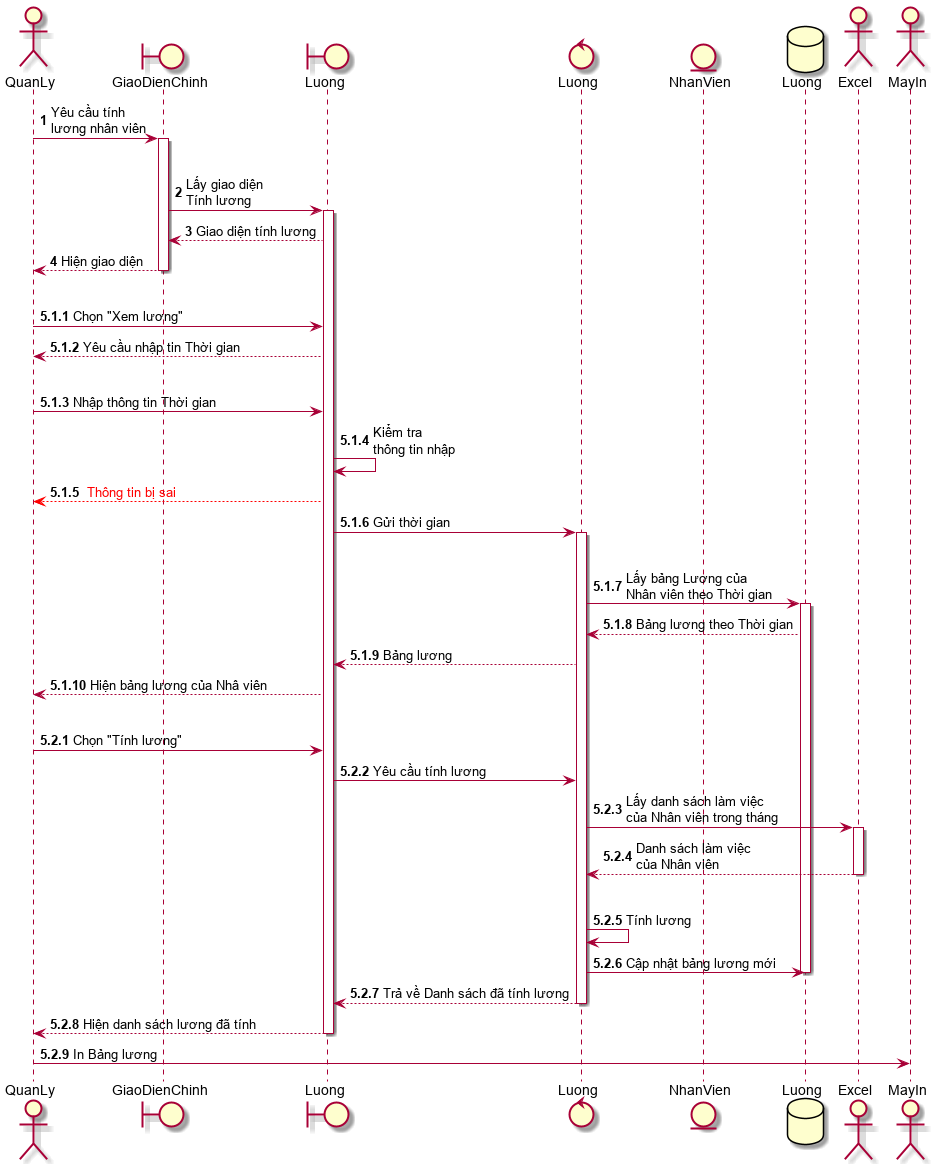 QuanLy GiaoDienChinh Luong Luong NhanVien Luong Excel MayIn
1 Yêu cầu tính
lương nhân viên
2 Lấy giao diện
Tính lương
3 Giao diện tính lương
4 Hiện giao diện
5.1.1 Chọn "Xem lương"
5.1.2 Yêu cầu nhập tin Thời gian
5.1.3 Nhập thông tin Thời gian
5.1.4 Kiểm tra
thông tin nhập
5.1.5 Thông tin bị sai
5.1.6 Gửi thời gian
5.1.7 Lấy bảng Lương của
Nhân viên theo Thời gian
5.1.8 Bảng lương theo Thời gian
5.1.9 Bảng lương
5.1.10 Hiện bảng lương của Nhâ viên
5.2.1 Chọn "Tính lương"
5.2.2 Yêu cầu tính lương
5.2.3 Lấy danh sách làm việc
của Nhân viên trong tháng
5.2.4 Danh sách làm việc
của Nhân viên
5.2.5 Tính lương
5.2.6 Cập nhật bảng lương mới
5.2.7 Trả về Danh sách đã tính lương
5.2.8 Hiện danh sách lương đã tính
5.2.9 In Bảng lương
QuanLy GiaoDienChinh Luong Luong NhanVien Luong Excel MayIn